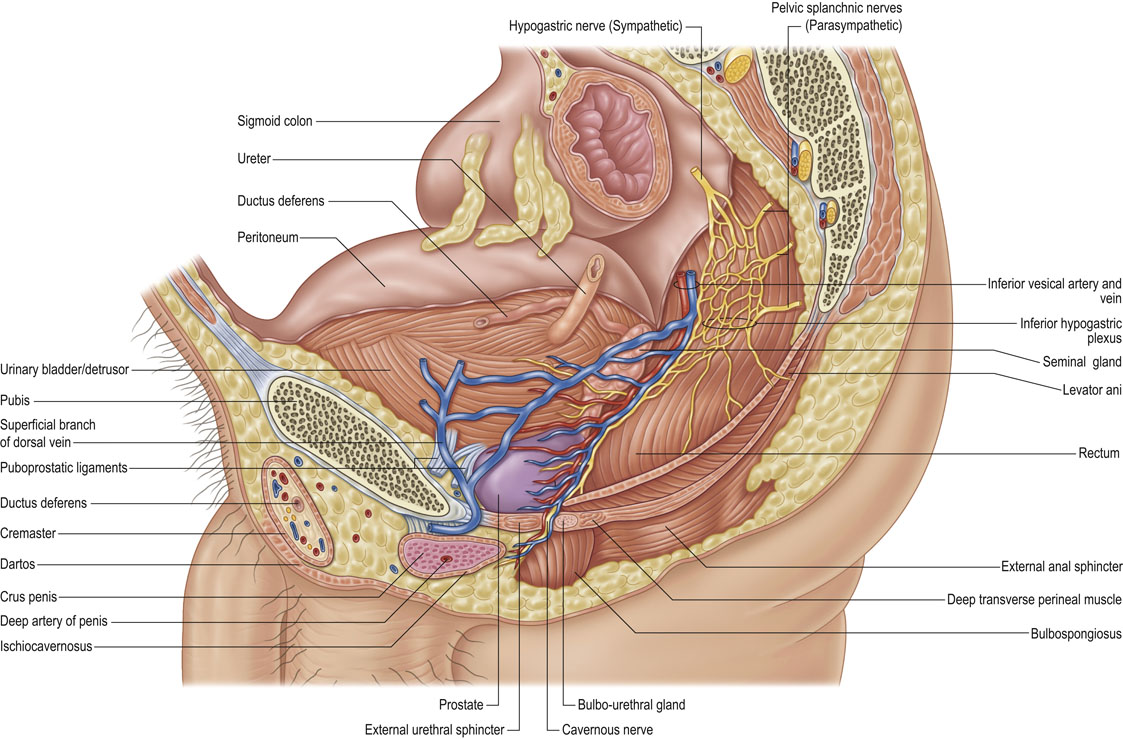 Pelvic splanchnic nerves
(Parasympathetic)
Hypogastric nerve (Sympathetic)
Sigmoid colon
Ureter
Ductus deferens
Peritoneum
Urinary bladder/detrusor
Pubis
Superficial branch
of dorsal vein
Puboprostatic ligaments
Ductus deferens
Cremaster
Dartos
Crus penis
Deep artery of penis
Ischiocavernosus
Inferior vesical artery and
vein
Inferior hypogastric
plexus
Seminal gland
Levator ani
Rectum
External anal sphincter
Deep transverse perineal muscle
Bulbospongiosus
Prostate
Bulbo-urethral gland
External urethral sphincter
Cavernous nerve